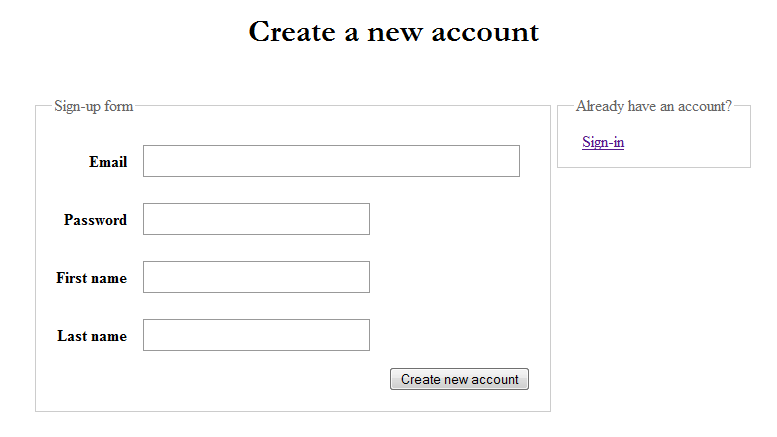 Create a new account
Sign-up form
Email
Password
First name
Last name
Create new account
Already have an account?
Sign-in